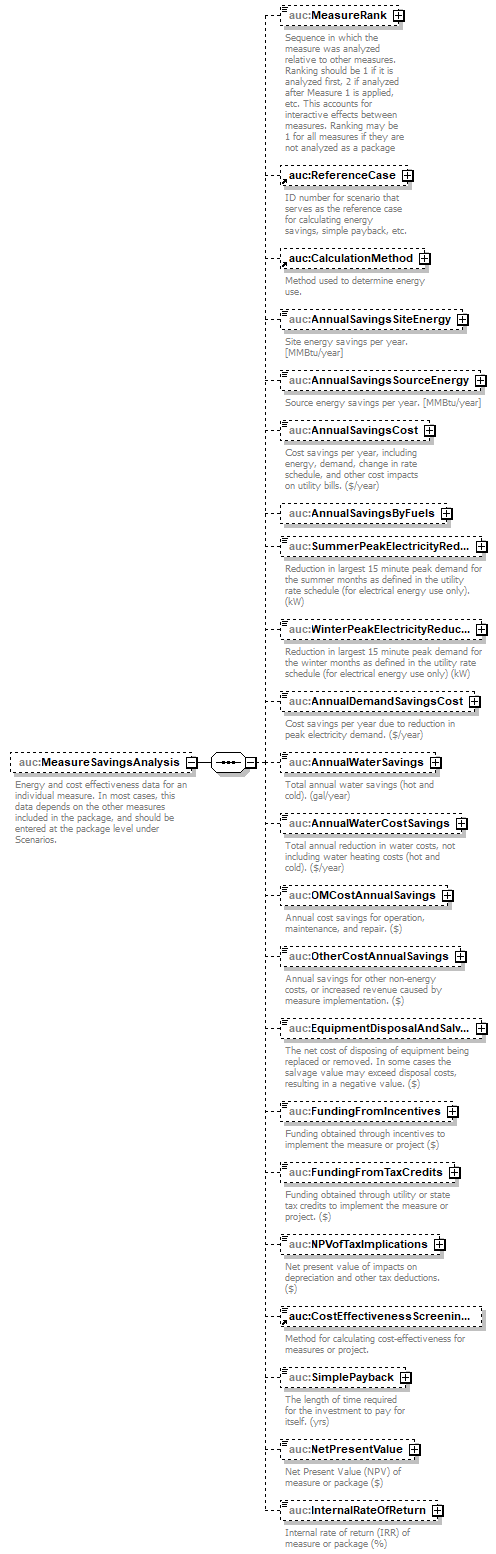 auc:MeasureRank
Sequence in which the
measure was analyzed
relative to other measures.
Ranking should be 1 if it is
analyzed first, 2 if analyzed
after Measure 1 is applied,
etc. This accounts for
interactive effects between
measures. Ranking may be
1 for all measures if they are
not analyzed as a package
auc:ReferenceCase
ID number for scenario that
serves as the reference case
for calculating energy
savings, simple payback, etc.
auc:CalculationMethod
Method used to determine energy
use.
auc:AnnualSavingsSiteEnergy
Site energy savings per year.
[MMBtu/year]
auc:AnnualSavingsSourceEnergy
Source energy savings per year. [MMBtu/year]
auc:AnnualSavingsCost
Cost savings per year, including
energy, demand, change in rate
schedule, and other cost impacts
on utility bills. ($/year)
auc:AnnualSavingsByFuels
auc:SummerPeakElectricityRed...
Reduction in largest 15 minute peak demand for
the summer months as defined in the utility
rate schedule (for electrical energy use only).
(kW)
auc:WinterPeakElectricityReduc...
Reduction in largest 15 minute peak demand for
the winter months as defined in the utility rate
schedule (for electrical energy use only) (kW)
auc:AnnualDemandSavingsCost
Cost savings per year due to reduction in
peak electricity demand. ($/year)
auc:MeasureSavingsAnalysis
Energy and cost effectiveness data for an
individual measure. In most cases, this
data depends on the other measures
included in the package, and should be
entered at the package level under
Scenarios.
auc:AnnualWaterSavings
Total annual water savings (hot and
cold). (gal/year)
auc:AnnualWaterCostSavings
Total annual reduction in water costs, not
including water heating costs (hot and
cold). ($/year)
auc:OMCostAnnualSavings
Annual cost savings for operation,
maintenance, and repair. ($)
auc:OtherCostAnnualSavings
Annual savings for other non-energy
costs, or increased revenue caused by
measure implementation. ($)
auc:EquipmentDisposalAndSalv...
The net cost of disposing of equipment being
replaced or removed. In some cases the
salvage value may exceed disposal costs,
resulting in a negative value. ($)
auc:FundingFromIncentives
Funding obtained through incentives to
implement the measure or project ($)
auc:FundingFromTaxCredits
Funding obtained through utility or state
tax credits to implement the measure or
project. ($)
auc:NPVofTaxImplications
Net present value of impacts on
depreciation and other tax deductions.
($)
auc:CostEffectivenessScreenin...
Method for calculating cost-effectiveness for
measures or project.
auc:SimplePayback
The length of time required
for the investment to pay for
itself. (yrs)
auc:NetPresentValue
Net Present Value (NPV) of
measure or package ($)
auc:InternalRateOfReturn
Internal rate of return (IRR) of
measure or package (%)